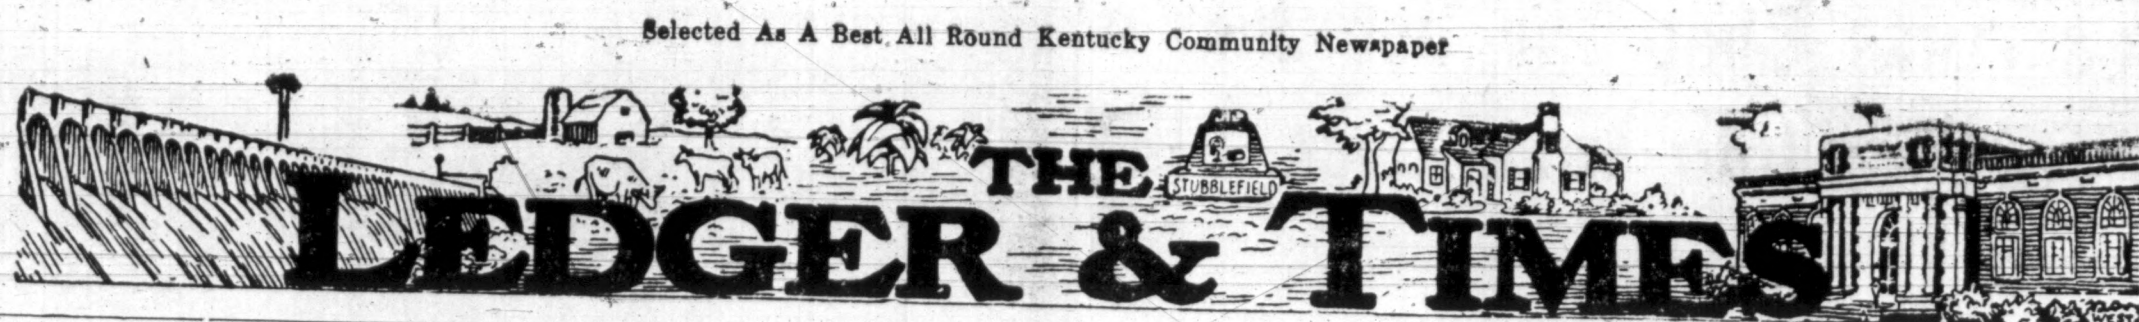 Selected As A Best All Round Kentucky Community Newspaper
THE
STUBBLEFIELD
LEDGER & TIMES